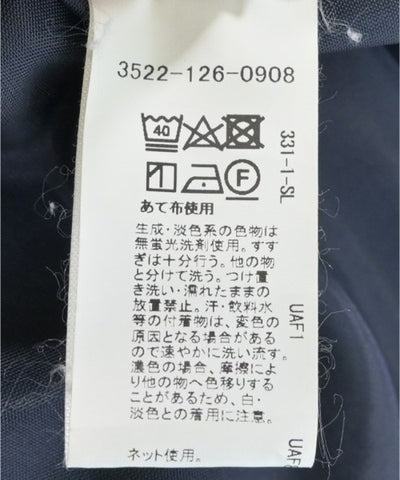 3522-126-0908
40
F
あて布使用
生成・淡色系の色物は
無蛍光洗剤使用。すす
ぎは十分行う。他の物
と分けて洗う。つけ置
き洗い・濡れたままの
放置禁止。汗・飲料水
等の付着物は、変色の
原因となる場合がある
ので速やかに洗い流す。
濃色の場合、摩擦によ
り他の物へ色移りする
ことがあるため、白・
淡色との着用に注意。
ネット使用。
331-1-SL
UAF1